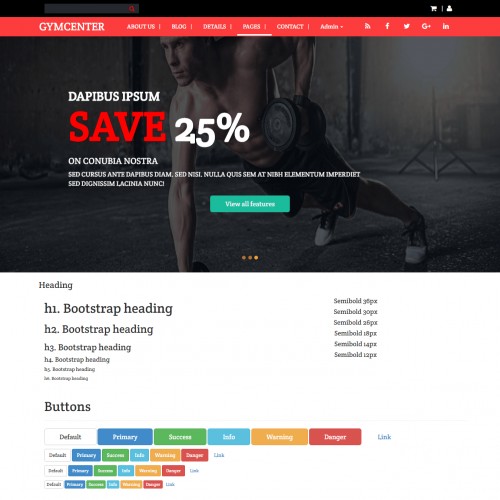 GYMCENTER ABOUT US BLOG DETAILS PAGES CONTACT Admin
DAPIBUS IPSUM
SAVE 25%
ON CONUBIA NOSTRA
SED CURSUS ANTE DAPIBUS DIAM. SED NISI. NULLA QUIS SEM AT NIBH ELEMENTUM IMPERDIET
SED DIGNISSIM LACINIA NUNC!
View all features
Heading
h1. Bootstrap heading
h2. Bootstrap heading
h3. Bootstrap heading
h4. Bootstrap heading
h5. Bootstrap heading
h6. Bootstrap heading
Semibold 36px
Semibold 30px
Semibold 26px
Semibold 18px
Semibold 14px
Semibold 12px
Buttons
Default Primary Success Info Warning Danger Link
Default Primary Success Info Warning Danger Link
Default Primary Success Info Warning Danger Link
Default Primary Success Info Warning Danger Link